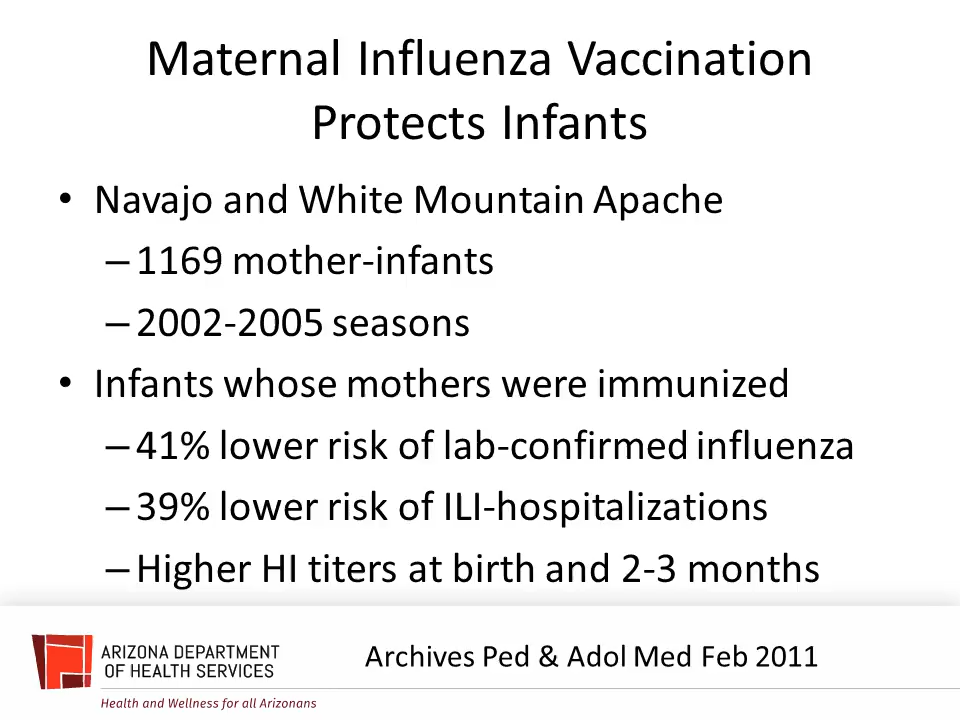 Maternal Influenza Vaccination
Protects Infants
• Navajo and White Mountain Apache
– 1169 mother-infants
– 2002-2005 seasons
• Infants whose mothers were immunized
– 41% lower risk of lab-confirmed influenza
– 39% lower risk of ILI-hospitalizations
– Higher HI titers at birth and 2-3 months
ARIZONA DEPARTMENT
OF HEALTH SERVICES
Health and Wellness for all Arizonans
Archives Ped & Adol Med Feb 2011